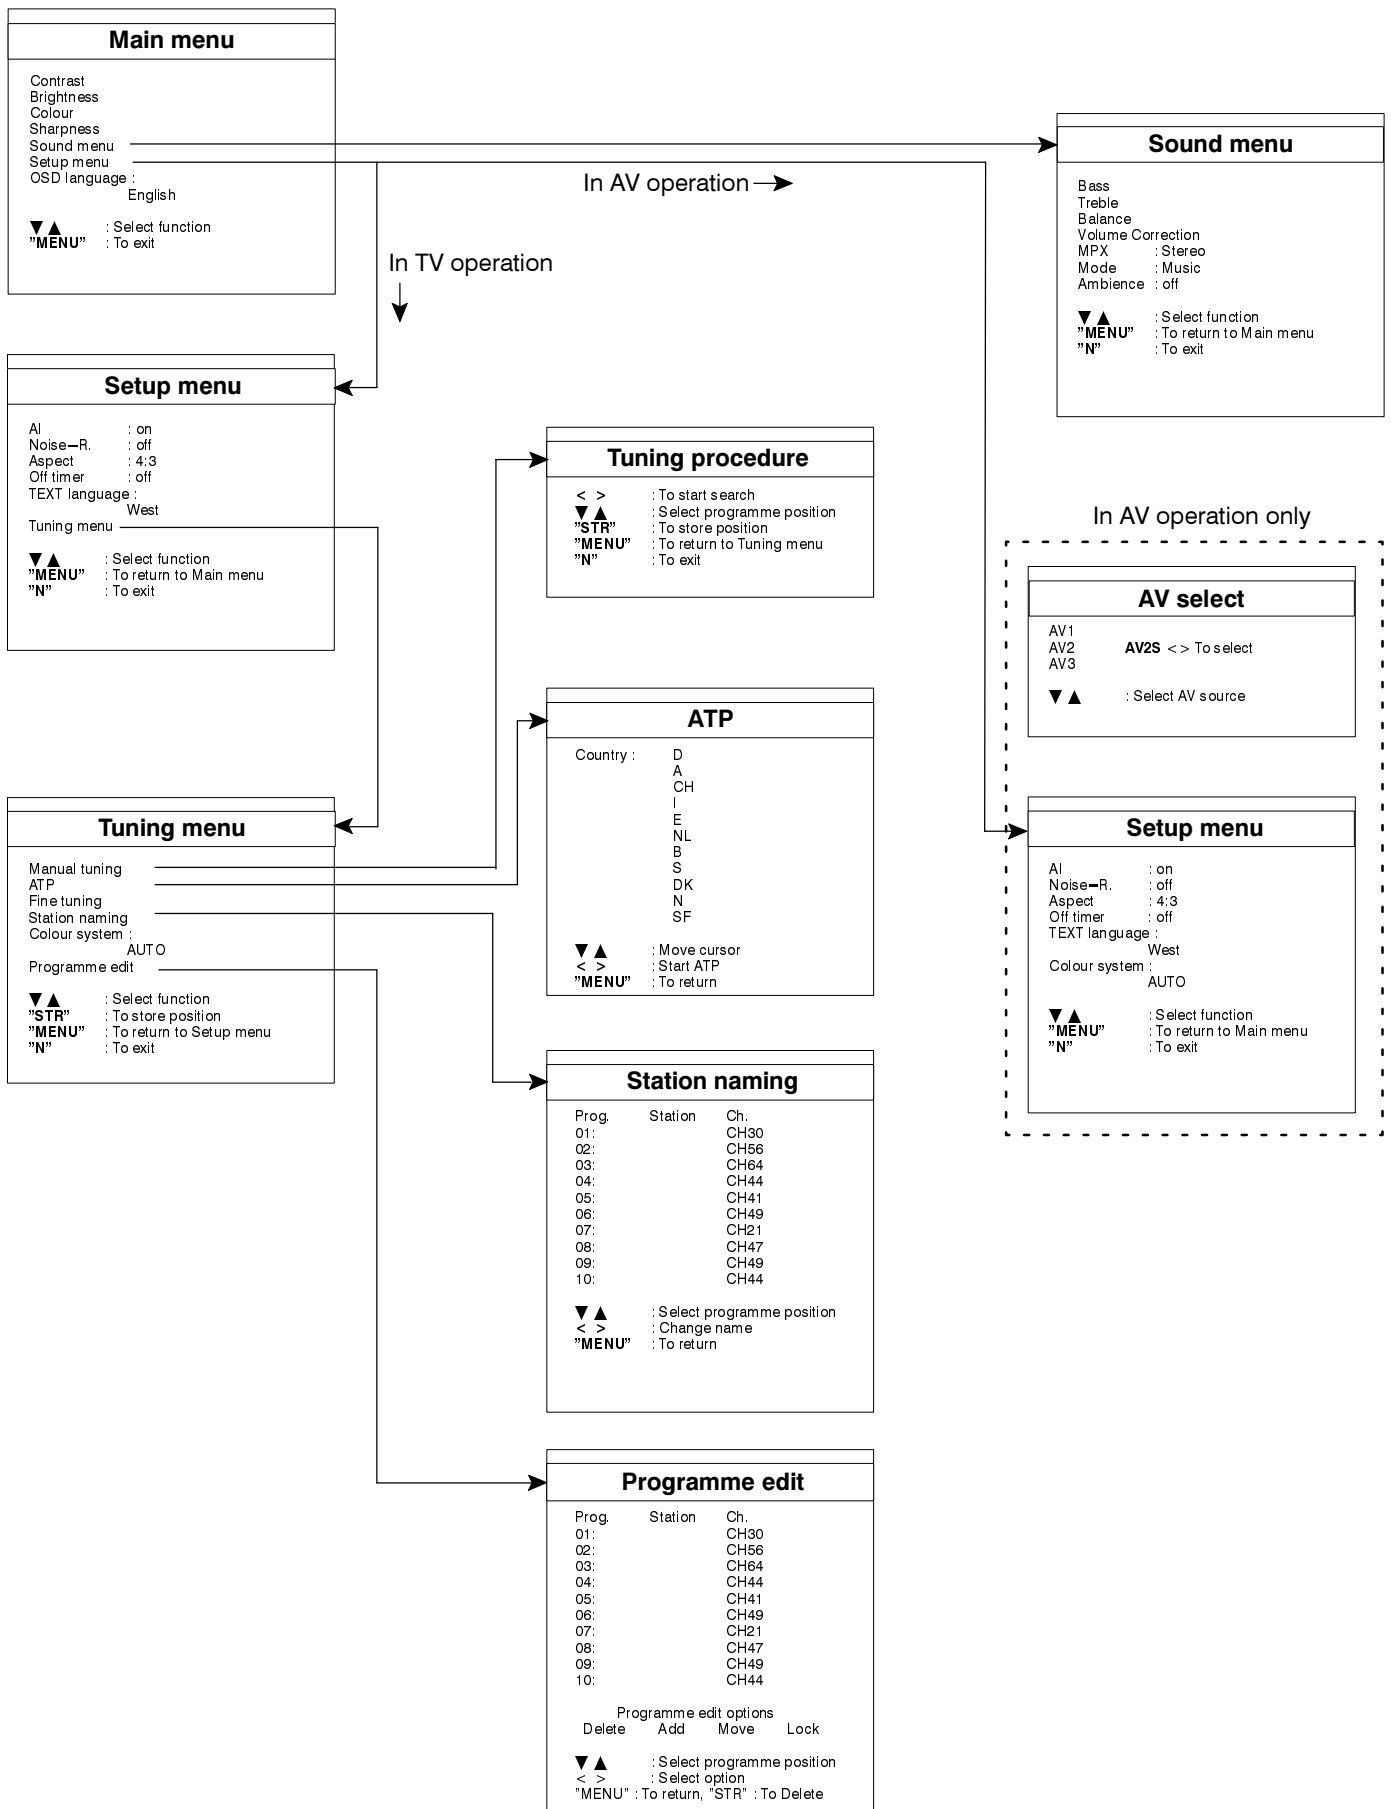 Main menu
Contrast
Brightness
Colour
Sharpness
Sound menu
Setup menu
OSD language :
English
▼ ▲ : Select function
"MENU" : To exit
In AV operation
In TV operation
Sound menu
Bass
Treble
Balance
Volume Correction
MPX : Stereo
Mode : Music
Ambience : off
▼ ▲ : Select function
"MENU" : To return to Main menu
"N" : To exit
Setup menu
AI : on
Noise–R. : off
Aspect : 4:3
Off timer : off
TEXT language :
West
Tuning menu
▼ ▲ : Select function
"MENU" : To return to Main menu
"N" : To exit
Tuning procedure
< > : To start search
▼ ▲ : Select programme position
"STR" : To store position
"MENU" : To return to Tuning menu
"N" : To exit
In AV operation only
AV select
AV1
AV2 AV2S < > To select
AV3
▼ ▲ : Select AV source
Setup menu
AI : on
Noise–R. : off
Aspect : 4:3
Off timer : off
TEXT language :
West
Colour system :
AUTO
▼ ▲ : Select function
"MENU" : To return to Main menu
"N" : To exit
ATP
Country : D
A
CH
I
E
NL
B
S
DK
N
SF
▼ ▲ : Move cursor
< > : Start ATP
"MENU" : To return
Tuning menu
Manual tuning
ATP
Fine tuning
Station naming
Colour system :
AUTO
Programme edit
▼ ▲ : Select function
"STR" : To store position
"MENU" : To return to Setup menu
"N" : To exit
Station naming
Prog. Station Ch.
01: CH30
02: CH56
03: CH64
04: CH44
05: CH41
06: CH49
07: CH21
08: CH47
09: CH49
10: CH44
▼ ▲ : Select programme position
< > : Change name
"MENU" : To return
Programme edit
Prog. Station Ch.
01: CH30
02: CH56
03: CH64
04: CH44
05: CH41
06: CH49
07: CH21
08: CH47
09: CH49
10: CH44
Programme edit options
Delete Add Move Lock
▼ ▲ : Select programme position
< > : Select option
"MENU" : To return, "STR" : To Delete